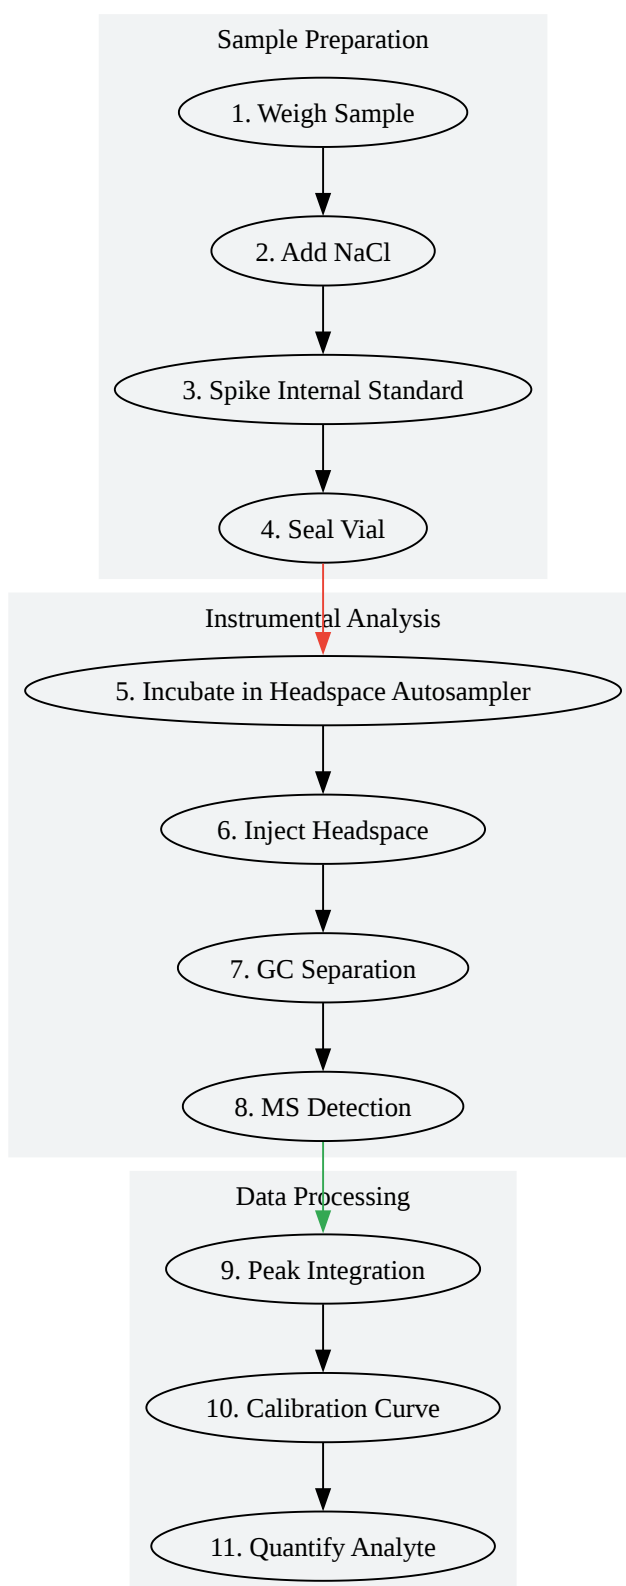 Sample Preparation
1. Weigh Sample
2. Add NaCl
3. Spike Internal Standard
4. Seal Vial
Instrumental Analysis
5. Incubate in Headspace Autosampler
6. Inject Headspace
7. GC Separation
8. MS Detection
Data Processing
9. Peak Integration
10. Calibration Curve
11. Quantify Analyte